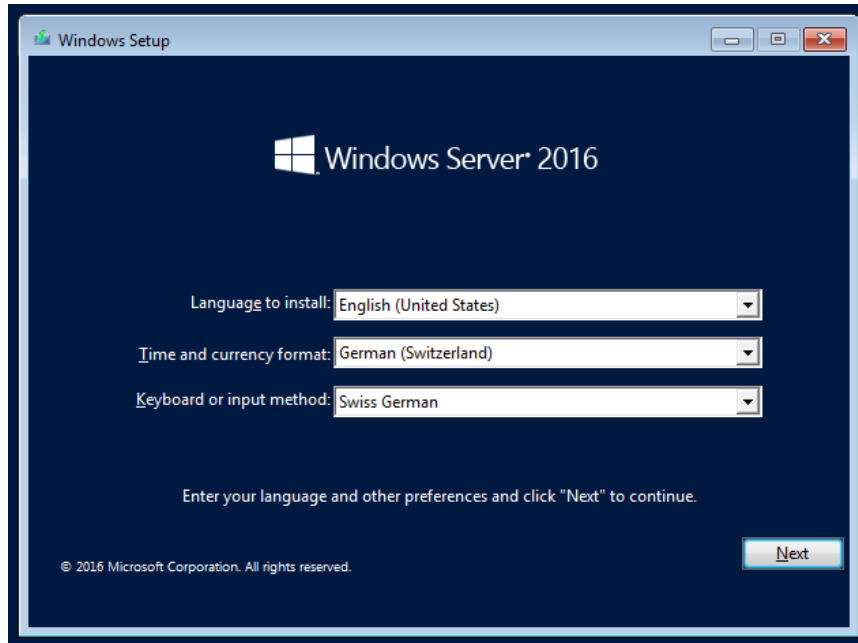 Windows Setup
Windows Server® 2016
Language to install: English (United States)
Time and currency format: German (Switzerland)
Keyboard or input method: Swiss German
Enter your language and other preferences and click "Next" to continue.
Next
© 2016 Microsoft Corporation. All rights reserved.